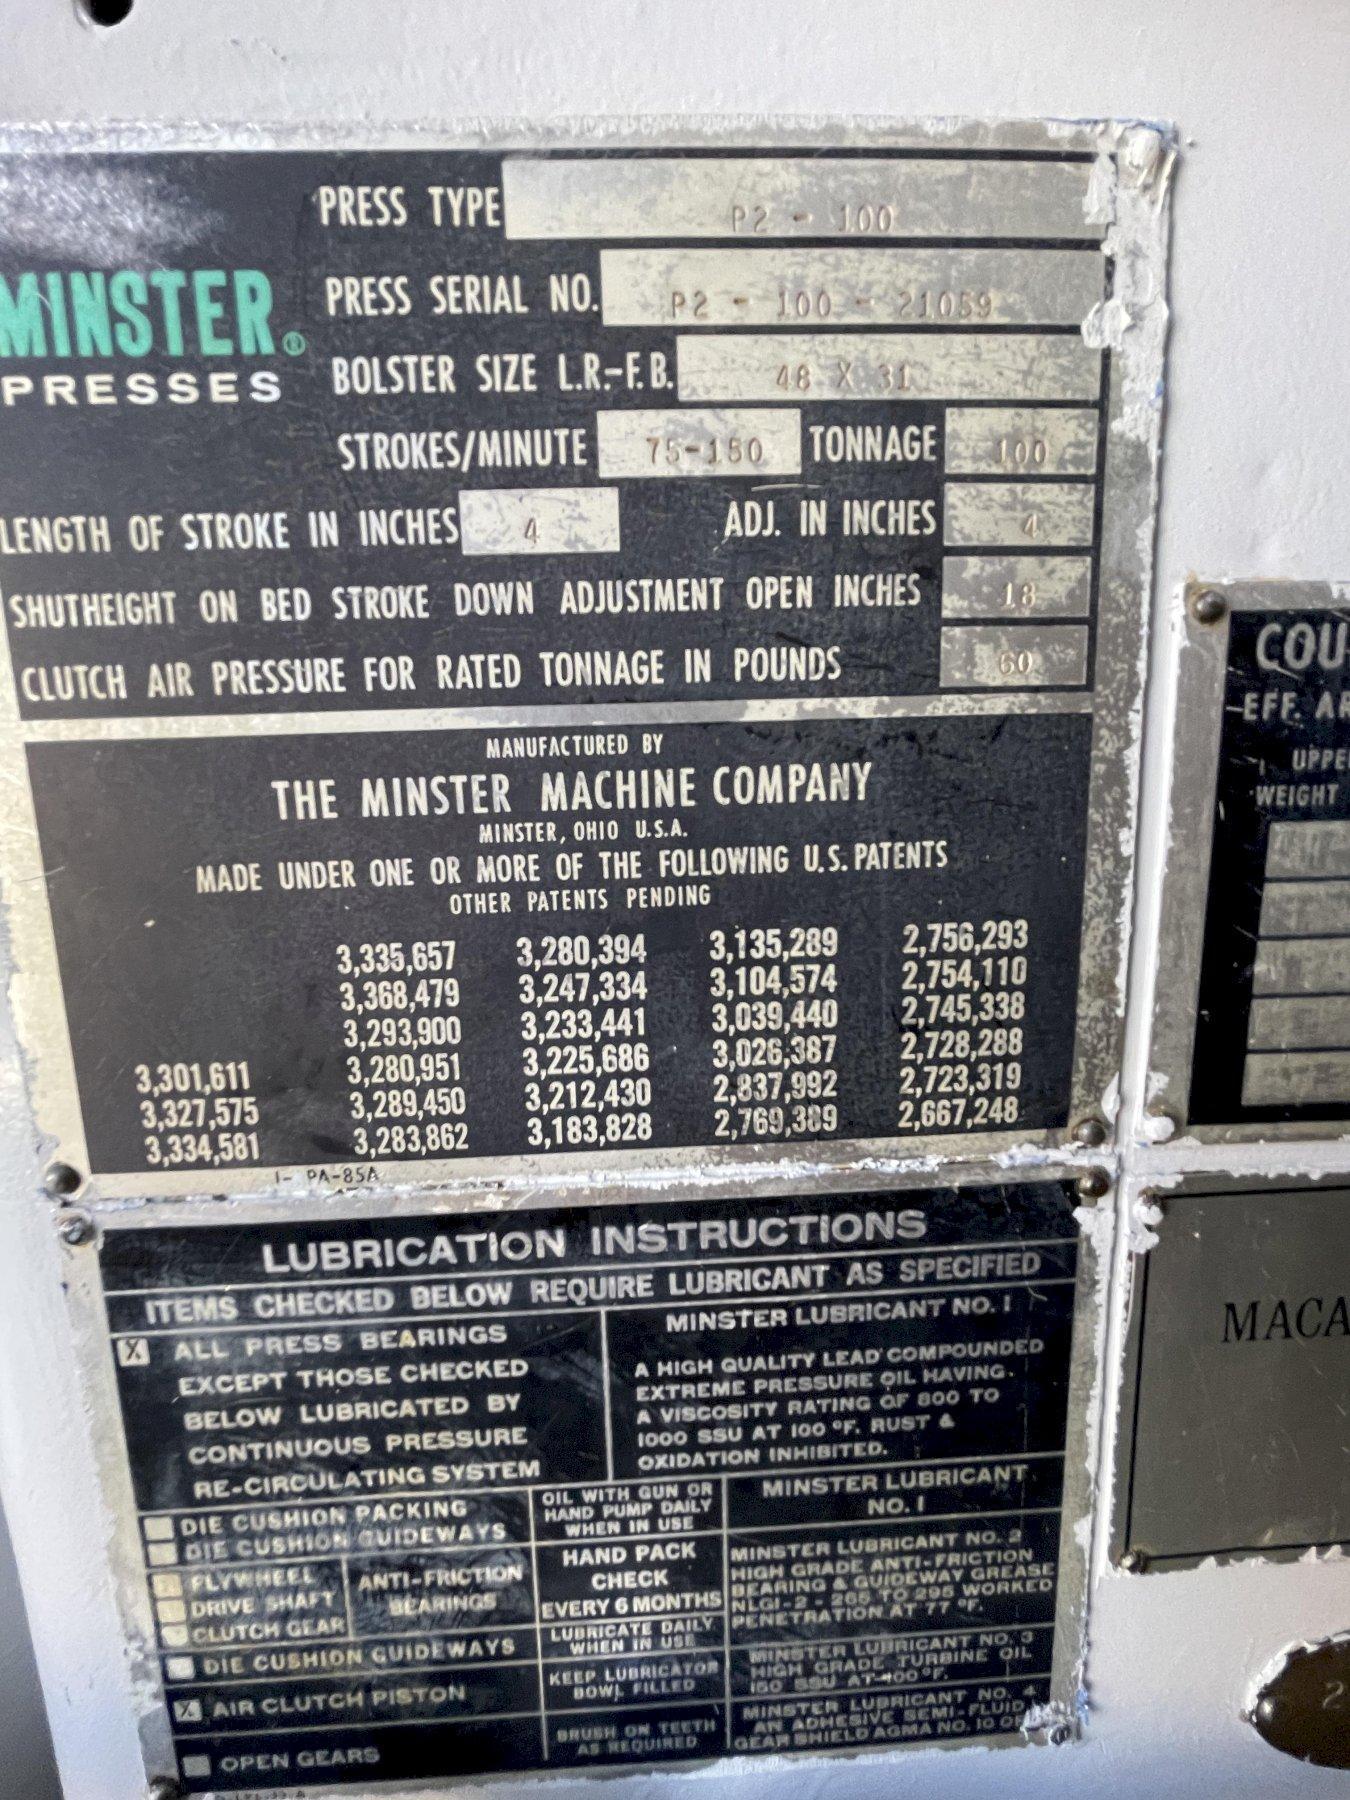 PRESS TYPE P2 - 100
MINSTER®
PRESSES
PRESS SERIAL NO. P2 - 100 - 21059
BOLSTER SIZE L.R.-F.B. 48 X 31
STROKES/MINUTE 75-150 TONNAGE 100
LENGTH OF STROKE IN INCHES 4 ADJ. IN INCHES 4
SHUTHEIGHT ON BED STROKE DOWN ADJUSTMENT OPEN INCHES 18
CLUTCH AIR PRESSURE FOR RATED TONNAGE IN POUNDS 60
MANUFACTURED BY
THE MINSTER MACHINE COMPANY
MINSTER, OHIO U.S.A.
MADE UNDER ONE OR MORE OF THE FOLLOWING U.S. PATENTS
OTHER PATENTS PENDING
3,335,657 3,280,394 3,135,289 2,756,293
3,368,479 3,247,334 3,104,574 2,754,110
3,293,900 3,233,441 3,039,440 2,745,338
3,301,611 3,280,951 3,225,686 3,026,387 2,728,288
3,327,575 3,289,450 3,212,430 2,837,992 2,723,319
3,334,581 3,283,862 3,183,828 2,769,389 2,667,248
1- PA-85A
LUBRICATION INSTRUCTIONS
ITEMS CHECKED BELOW REQUIRE LUBRICANT AS SPECIFIED
X ALL PRESS BEARINGS
EXCEPT THOSE CHECKED
BELOW LUBRICATED BY
CONTINUOUS PRESSURE
RE-CIRCULATING SYSTEM
MINSTER LUBRICANT NO. 1
A HIGH QUALITY LEAD COMPOUNDED
EXTREME PRESSURE OIL HAVING
A VISCOSITY RATING OF 800 TO
1000 SSU AT 100 °F. RUST &
OXIDATION INHIBITED.
DIE CUSHION PACKING
DIE CUSHION GUIDEWAYS
OIL WITH GUN OR
HAND PUMP DAILY
WHEN IN USE
MINSTER LUBRICANT
NO. 1
FLYWHEEL
DRIVE SHAFT
CLUTCH GEAR
ANTI-FRICTION
BEARINGS
HAND PACK
CHECK
EVERY 6 MONTHS
MINSTER LUBRICANT NO. 2
HIGH GRADE ANTI-FRICTION
BEARING & GUIDEWAY GREASE
NLGI-2 - 265 TO 295 WORKED
PENETRATION AT 77 °F.
DIE CUSHION GUIDEWAYS
LUBRICATE DAILY
WHEN IN USE
X AIR CLUTCH PISTON
KEEP LUBRICATOR
BOWL FILLED
MINSTER LUBRICANT NO. 3
HIGH GRADE TURBINE OIL
150 SSU AT 100 °F.
OPEN GEARS
BRUSH ON TEETH
AS REQUIRED
MINSTER LUBRICANT NO. 4
AN ADHESIVE SEMI-FLUID
GEAR SHIELD AGMA NO. 10 OR
COU
EFF. AR
UPPE
WEIGHT
MACA
2